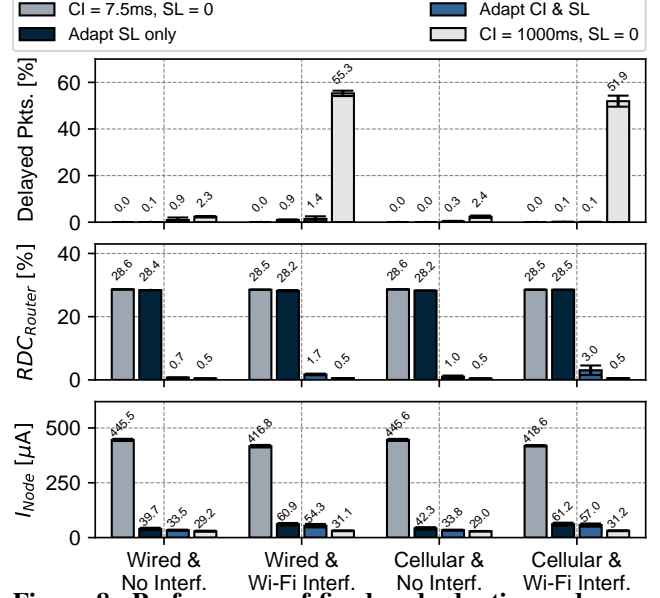 CI = 7.5ms, SL = 0
Adapt CI & SL
Adapt SL only
CI = 1000ms, SL = 0
Delayed Pkts. [%]
60
40
20
0
0.0 0.1 0.9 2.3 0.0 0.9 1.4 55.3 0.0 0.0 0.3 2.4 0.0 0.1 0.1 51.9
RDC_Router [%]
40
20
0
28.6 28.4 0.7 0.5 28.5 28.2 1.7 0.5 28.6 28.2 1.0 0.5 28.5 28.5 3.0 0.5
I_Node [μA]
500
250
0
445.5 39.7 33.5 29.2 416.8 60.9 54.3 31.1 445.6 42.3 33.8 29.0 418.6 61.2 57.0 31.2
Wired & Wired & Cellular & Cellular &
No Interf. Wi-Fi Interf. No Interf. Wi-Fi Interf.